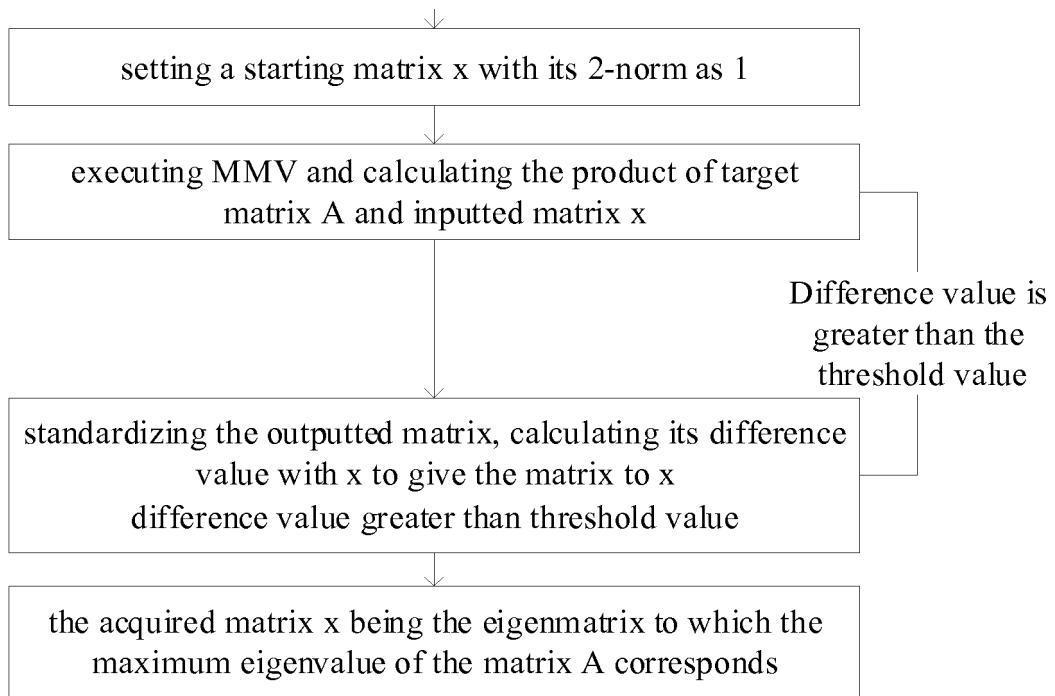 setting a starting matrix x with its 2-norm as 1
executing MMV and calculating the product of target
matrix A and inputted matrix x
Difference value is
greater than the
threshold value
standardizing the outputted matrix, calculating its difference
value with x to give the matrix to x
difference value greater than threshold value
the acquired matrix x being the eigenmatrix to which the
maximum eigenvalue of the matrix A corresponds